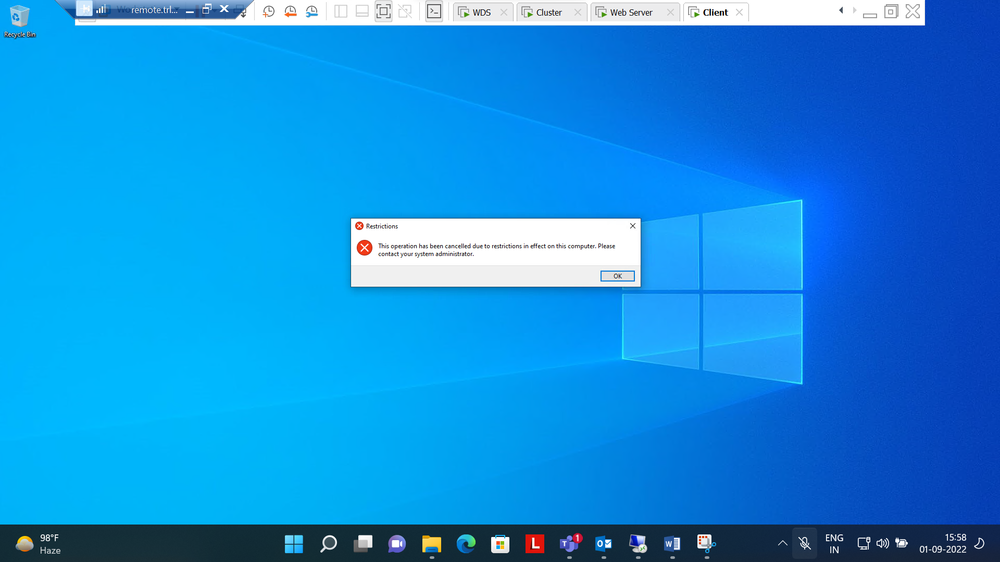 remote.trl...
WDS
Cluster
Web Server
Client
Recycle Bin
Restrictions
This operation has been cancelled due to restrictions in effect on this computer. Please
contact your system administrator.
OK
98°F
Haze
L
1
ENG
IN
15:58
01-09-2022